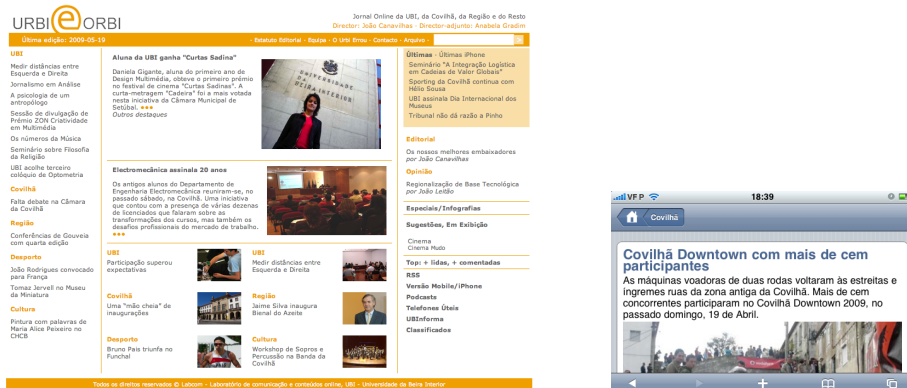 URBI @ ORBI
Jornal Online da UBI, da Covilhã, da Região e do Resto
Director: João Canavilhas - Director-adjunto: Anabela Gradim
Última edição: 2009-05-19
- Estatuto Editorial - Equipa - O Urbi Errou - Contacto - Arquivo -
UBI
Medir distâncias entre
Esquerda e Direita
Jornalismo em Análise
A psicologia de um
antropólogo
Sessão de divulgação de
Prémio ZON Criatividade
em Multimédia
Os números da Música
Seminário sobre Filosofia
da Religião
UBI acolhe terceiro
colóquio de Optometria
Covilhã
Falta debate na Câmara
da Covilhã
Região
Conferências de Gouveia
com quarta edição
Desporto
João Rodrigues convocado
para França
Tomaz Jervell no Museu
da Miniatura
Cultura
Pintura com palavras de
Maria Alice Peixeiro no
CHCB
Aluna da UBI ganha "Curtas Sadina"
Daniela Gigante, aluna do primeiro ano de
Design Multimédia, obteve o primeiro prémio
no festival de cinema "Curtas Sadinas". A
curta-metragem "Cadeira" foi a mais votada
nesta iniciativa da Câmara Municipal de
Setúbal.
Outros destaques
UNIVERSIDADE
BEIRA INTERIOR
Electromecânica assinala 20 anos
Os antigos alunos do Departamento de
Engenharia Electromecânica reuniram-se, no
passado sábado, na Covilhã. Uma iniciativa
que contou com a presença de várias dezenas
de licenciados que falaram sobre as
transformações dos cursos, mas também os
desafios profissionais do mercado de trabalho.
UBI
Participação superou
expectativas
UBI
Medir distâncias entre
Esquerda e Direita
Covilhã
Uma "mão cheia" de
inaugurações
Região
Jaime Silva inaugura
Bienal do Azeite
Desporto
Bruno Pais triunfa no
Funchal
Cultura
Workshop de Sopros e
Percussão na Banda da
Covilhã
Últimas - Últimas iPhone
Seminário "A Integração Logística
em Cadeias de Valor Globais"
Sporting da Covilhã continua com
Hélio Sousa
UBI assinala Dia Internacional dos
Museus
Tribunal não dá razão a Pinho
Editorial
Os nossos melhores embaixadores
por João Canavilhas
Opinião
Regionalização de Base Tecnológica
por João Leitão
Especiais/Infografias
Sugestões, Em Exibição
Cinema
Cinema Mudo
Top: + lidas, + comentadas
RSS
Versão Mobile/iPhone
Podcasts
Telefones Úteis
UBInforma
Classificados
Todos os direitos reservados © Labcom - Laboratório de comunicação e conteúdos online, UBI - Universidade da Beira Interior
VF P
18:39
Covilhã
Covilhã Downtown com mais de cem
participantes
As máquinas voadoras de duas rodas voltaram às estreitas e
ingremes ruas da zona antiga da Covilhã. Mais de cem
concorrentes participaram no Covilhã Downtown 2009, no
passado domingo, 19 de Abril.